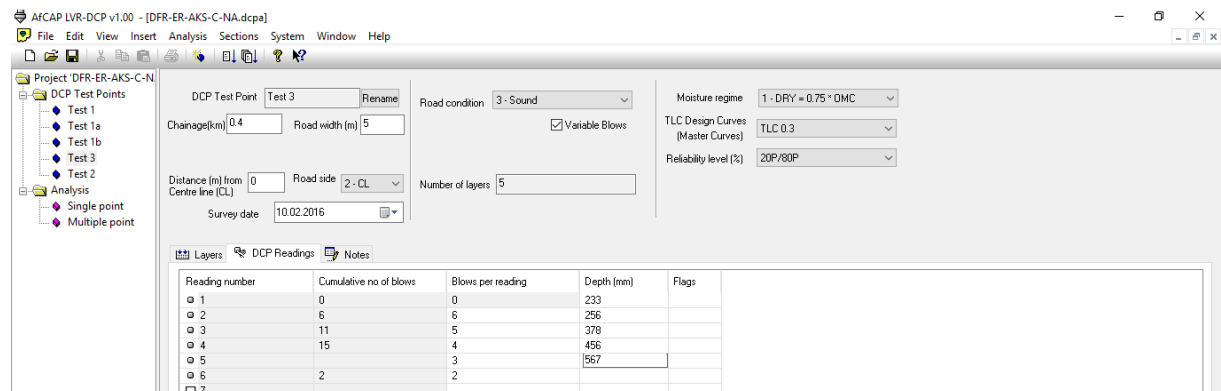 AfCAP LVR-DCP v1.00 - [DFR-ER-AKS-C-NA.dcpa]
File Edit View Insert Analysis Sections System Window Help
Project 'DFR-ER-AKS-C-N
DCP Test Points
Test 1
Test 1a
Test 1b
Test 3
Test 2
Analysis
Single point
Multiple point
DCP Test Point Test 3 Rename
Chainage(km) 0.4 Road width (m) 5
Distance (m) from Centre line (CL) 0 Road side 2 - CL
Survey date 10.02.2016
Road condition 3 - Sound
Variable Blows
Number of layers 5
Moisture regime 1 - DRY = 0.75 * OMC
TLC Design Curves (Master Curves) TLC 0.3
Reliability level (%) 20P/80P
Layers DCP Readings Notes
Reading number Cumulative no of blows Blows per reading Depth (mm) Flags
1 0 0 233
2 6 6 256
3 11 5 378
4 15 4 456
5 3 567
6 2 2
7